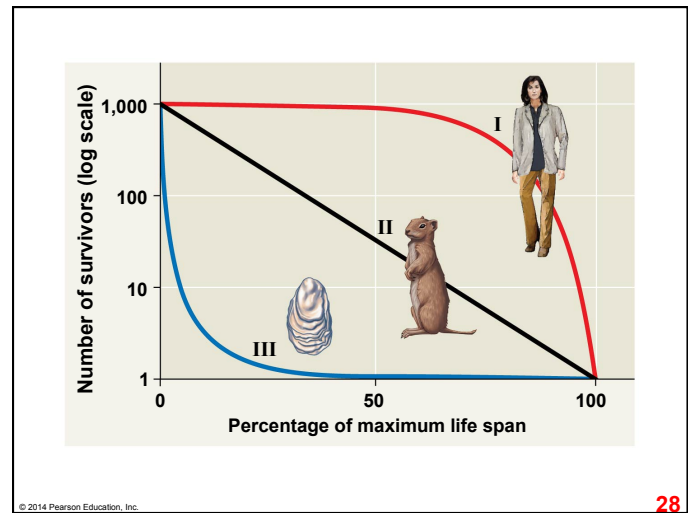 Number of survivors (log scale)
1,000
100
10
1
I
II
III
0
50
100
Percentage of maximum life span
© 2014 Pearson Education, Inc.
28